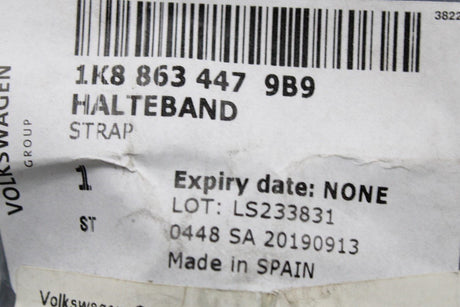 3822
1K8 863 447 9B9
HALTEBAND
STRAP
VOLKSWAGEN
GROUP
1
ST
Expiry date: NONE
LOT: LS233831
0448 SA 20190913
Made in SPAIN
Volkswagen